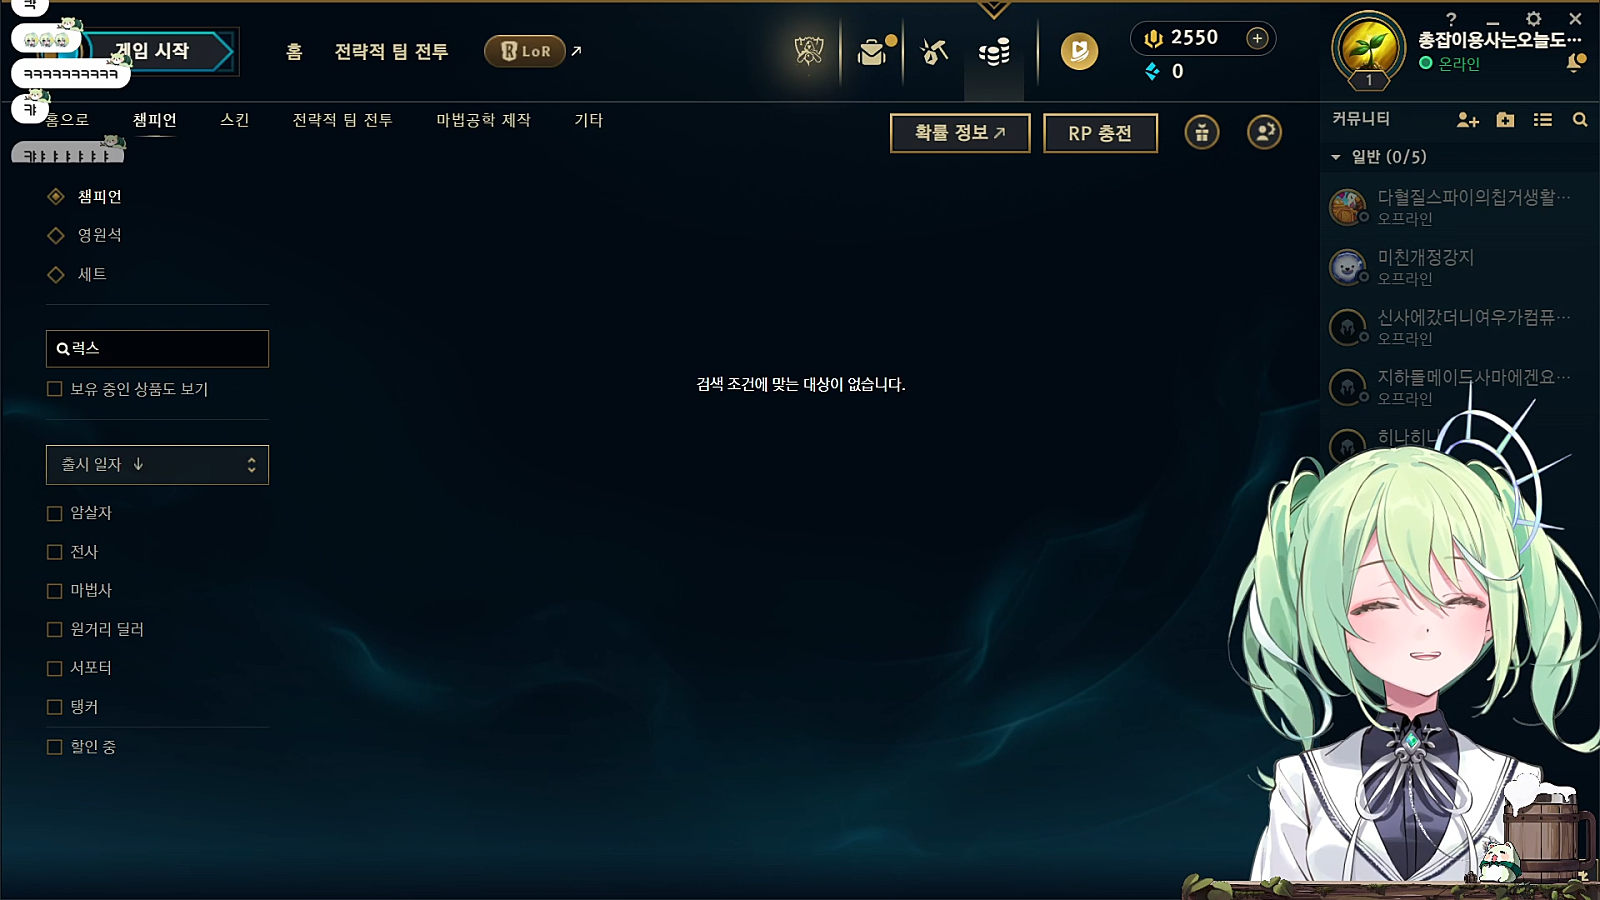 캬
ㅋㅋㅋㅋㅋㅋㅋㅋㅋㅋ
캬
게임 시작
홈
전략적 팀 전투
LoR
2550
0
총잡이용사는오늘도…
온라인
1
홈으로
챔피언
스킨
전략적 팀 전투
마법공학 제작
기타
확률 정보
RP 충전
커뮤니티
일반 (0/5)
다혈질스파이의칩거생활…
오프라인
미친개정강지
오프라인
신사에갔더니여우가컴퓨…
오프라인
지하돌메이드사마에겐요…
오프라인
히나히나
챔피언
영원석
세트
럭스
보유 중인 상품도 보기
출시 일자 ↓
암살자
전사
마법사
원거리 딜러
서포터
탱커
할인 중
검색 조건에 맞는 대상이 없습니다.